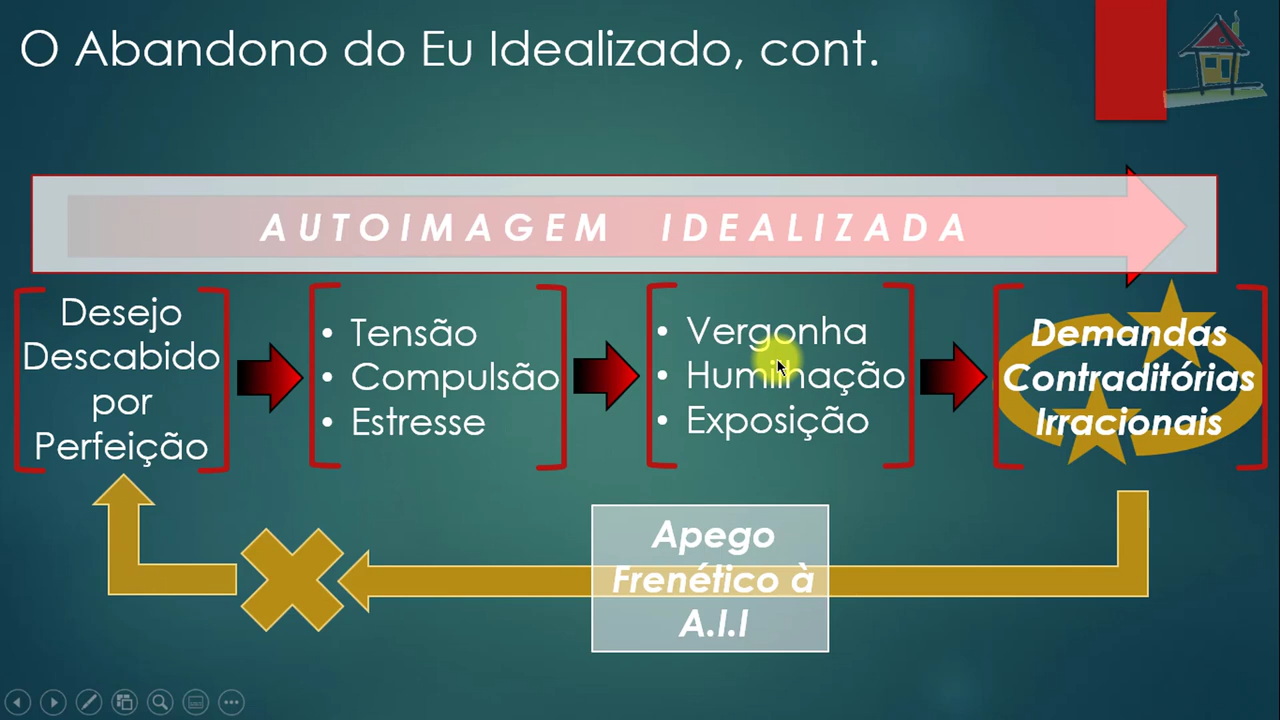 O Abandono do Eu Idealizado, cont.
AUTOIMAGEM IDEALIZADA
Desejo
Descabido
por
Perfeição
• Tensão
• Compulsão
• Estresse
• Vergonha
• Humilhação
• Exposição
Demandas
Contraditórias
Irracionais
Apego
Frenético à
A.I.I